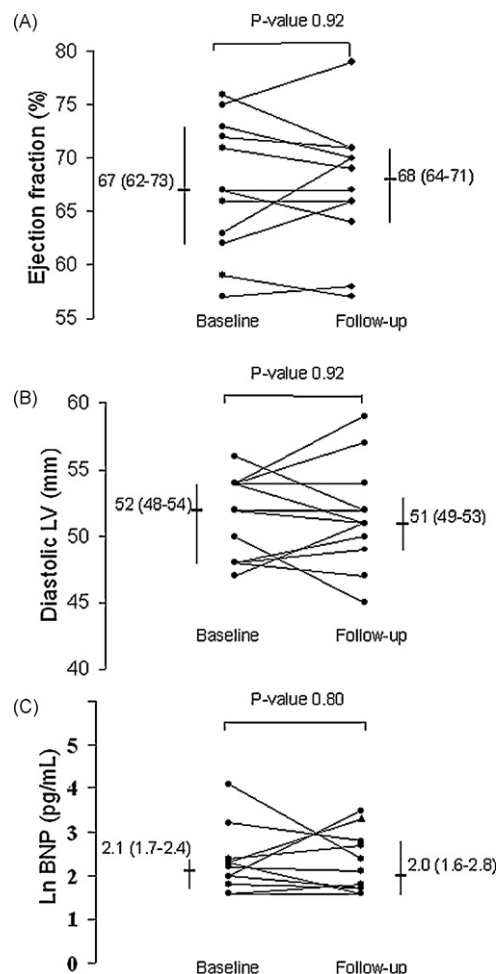 (A)
P-value 0.92
80
75
70
65
60
55
Ejection fraction (%)
67 (62-73)
68 (64-71)
Baseline
Follow-up
(B)
P-value 0.92
60
55
50
45
40
Diastolic LV (mm)
52 (48-54)
51 (49-53)
Baseline
Follow-up
(C)
P-value 0.80
5
4
3
2
1
0
Ln BNP (pg/mL)
2.1 (1.7-2.4)
2.0 (1.6-2.8)
Baseline
Follow-up